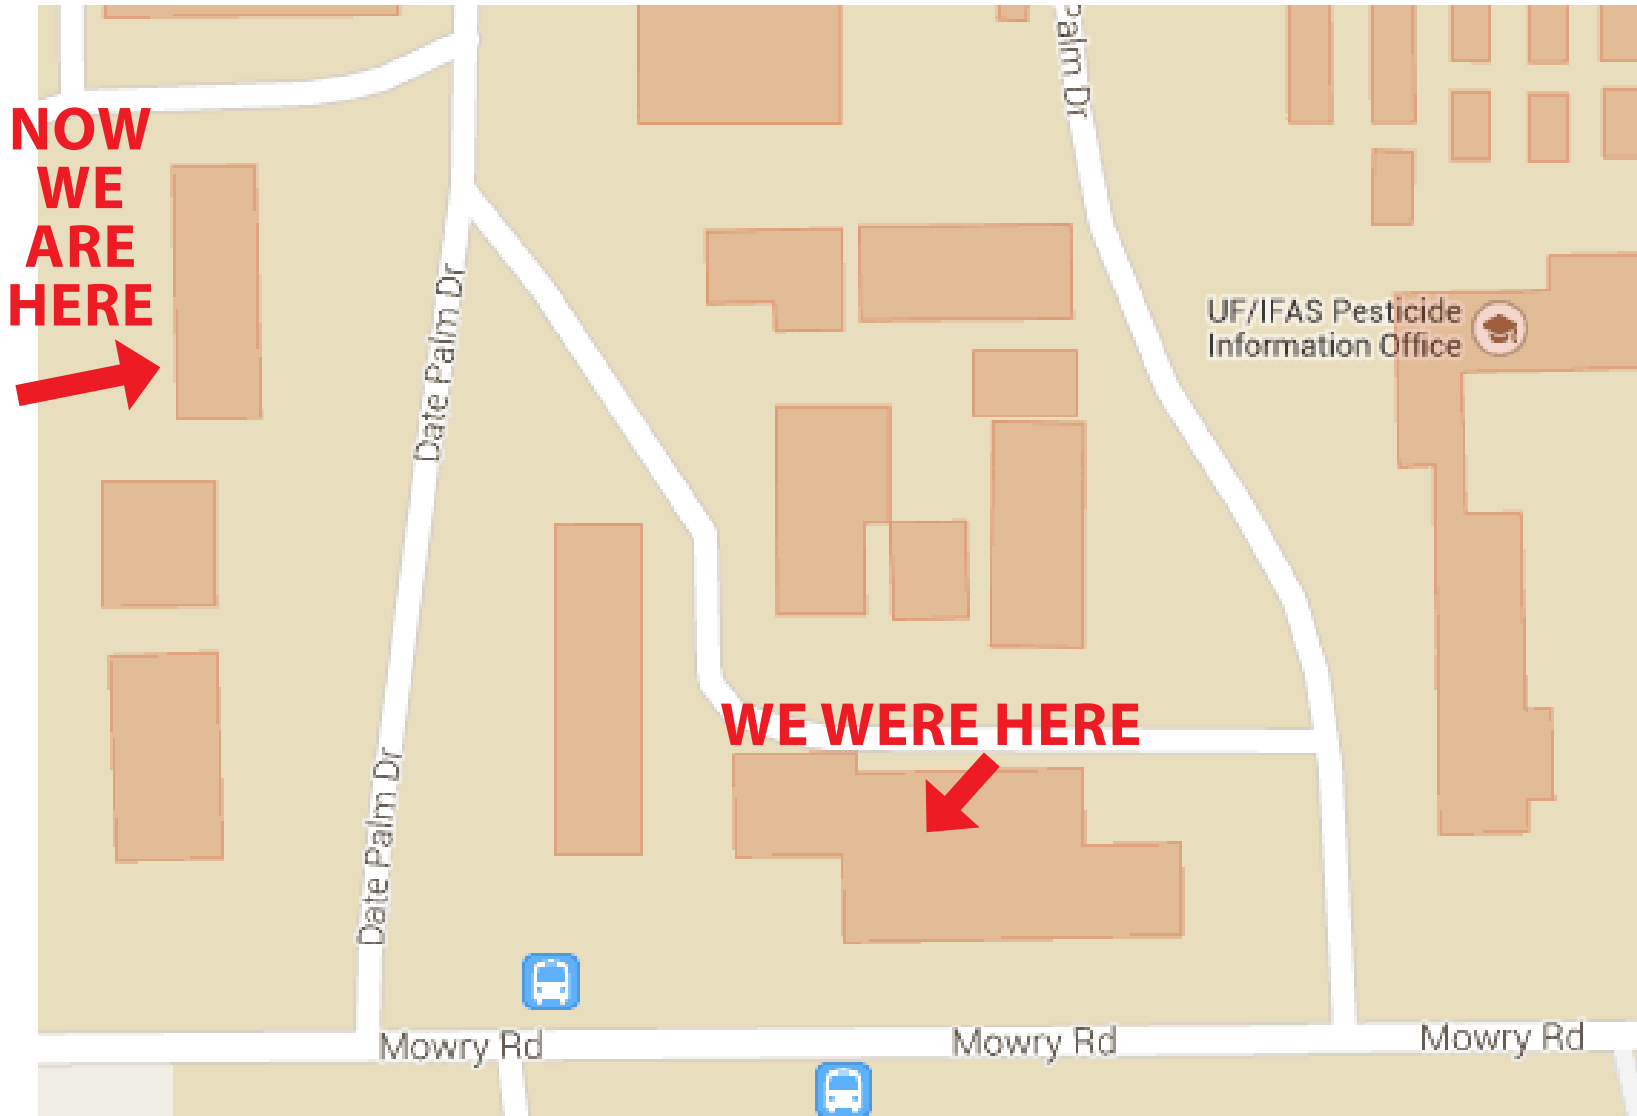 Palm Dr
NOW
WE
ARE
HERE
Date Palm Dr
UF/IFAS Pesticide
Information Office
WE WERE HERE
Date Palm Dr
Mowry Rd
Mowry Rd
Mowry Rd